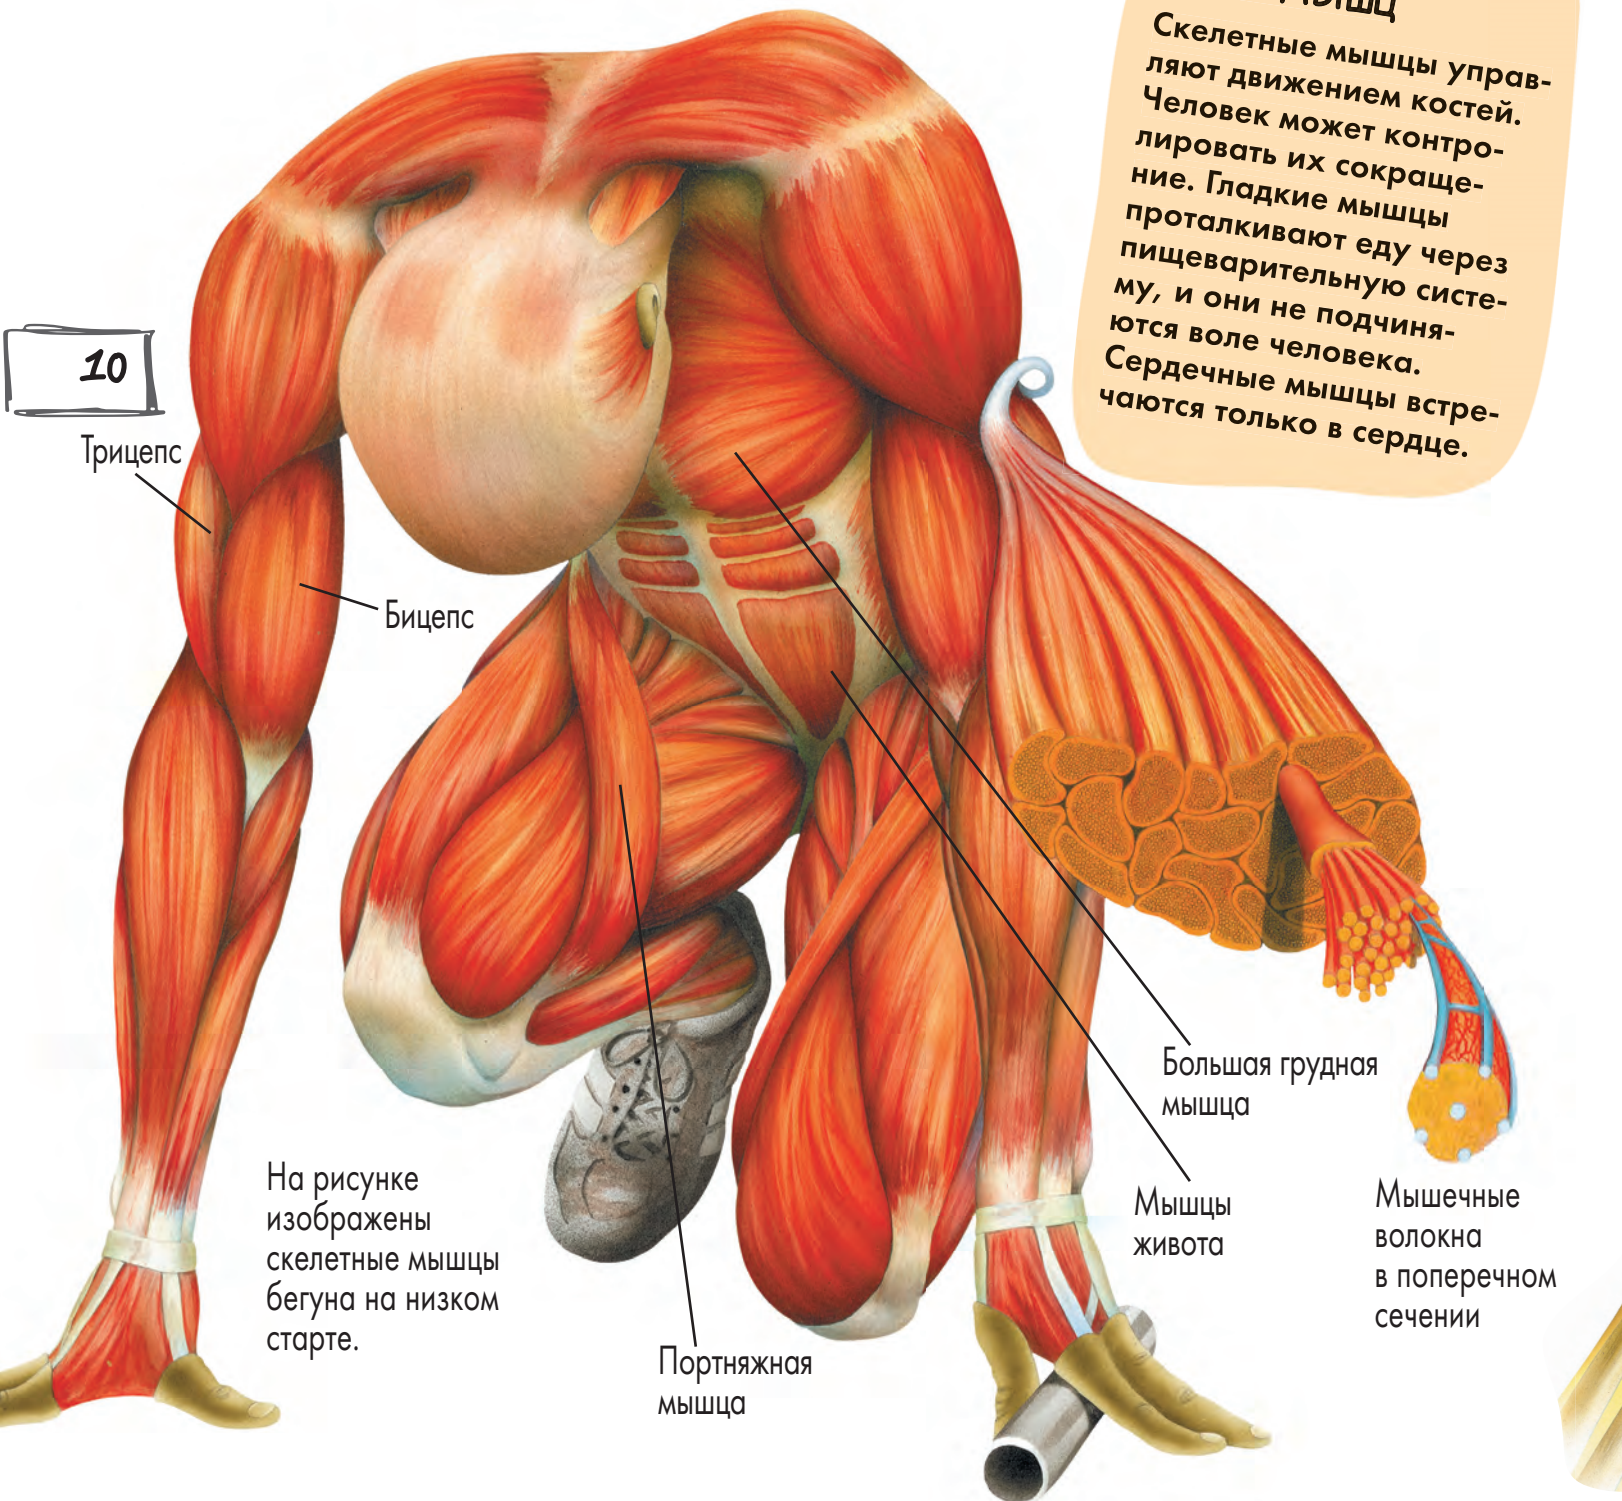 Скелетные мышцы управ-
ляют движением костей.
Человек может контро-
лировать их сокраще-
ние. Гладкие мышцы
проталкивают еду через
пищеварительную систе-
му, и они не подчиня-
ются воле человека.
Сердечные мышцы встре-
чаются только в сердце.
10
Трицепс
Бицепс
Большая грудная
мышца
Мышцы
живота
Мышечные
волокна
в поперечном
сечении
На рисунке
изображены
скелетные мышцы
бегуна на низком
старте.
Портняжная
мышца